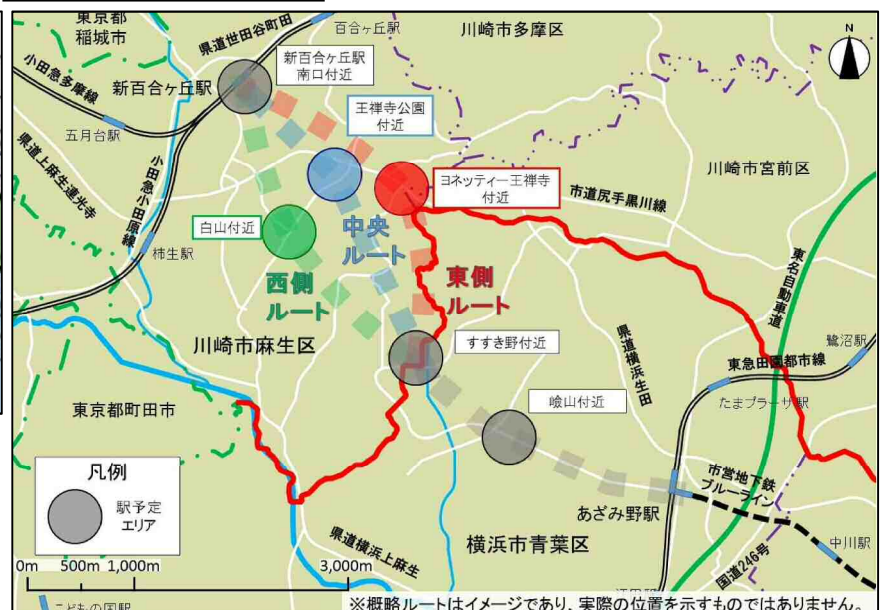 東京都
稲城市
県道世田谷町田
百合ヶ丘駅
川崎市多摩区
N
小田急多摩線
新百合ヶ丘駅
新百合ヶ丘駅
南口付近
王禅寺公園
付近
五月台駅
県道上麻生連光寺
小田急小田原線
川崎市宮前区
ヨネッティー王禅寺
付近
市道尻手黒川線
白山付近
柿生駅
中央
ルート
西側
ルート
東側
ルート
東名自動車道
川崎市麻生区
すすき野付近
県道横浜生田
鷺沼駅
東急田園都市線
たまプラーザ駅
東京都町田市
嶮山付近
凡例
駅予定
エリア
市営地下鉄
ブルーライン
あざみ野駅
県道横浜上麻生
横浜市青葉区
中川駅
国道246号
0m 500m 1,000m 3,000m
こどもの国駅
※概略ルートはイメージであり、実際の位置を示すものではありません。